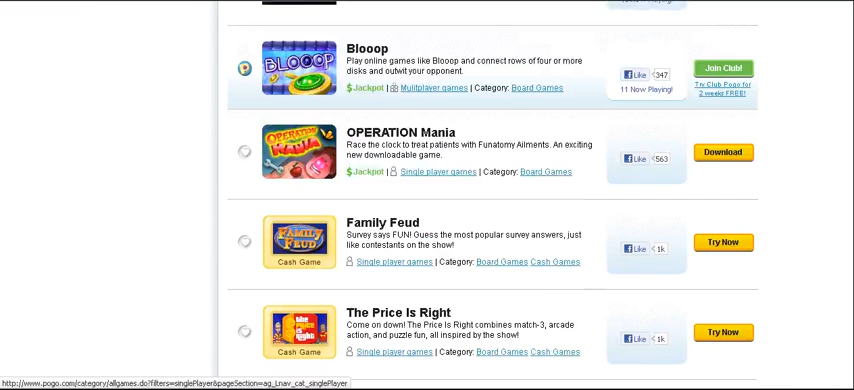 BLOOOP
Blooop
Play online games like Blooop and connect rows of four or more
disks and outwit your opponent.
$Jackpot | Mulitplayer games | Category: Board Games
Like 347
11 Now Playing!
Join Club!
Try Club Pogo for
2 weeks FREE!
OPERATION
MANIA
OPERATION Mania
Race the clock to treat patients with Funatomy Ailments. An exciting
new downloadable game.
$Jackpot | Single player games | Category: Board Games
Like 563
Download
FAMILY
FEUD
Cash Game
Family Feud
Survey says FUN! Guess the most popular survey answers, just
like contestants on the show!
Single player games | Category: Board Games Cash Games
Like 1k
Try Now
the
price is
right
Cash Game
The Price Is Right
Come on down! The Price Is Right combines match-3, arcade
action, and puzzle fun, all inspired by the show!
Single player games | Category: Board Games Cash Games
Like 1k
Try Now
http://www.pogo.com/category/allgames.do?filters=singlePlayer&pageSection=ag_Lnav_cat_singlePlayer